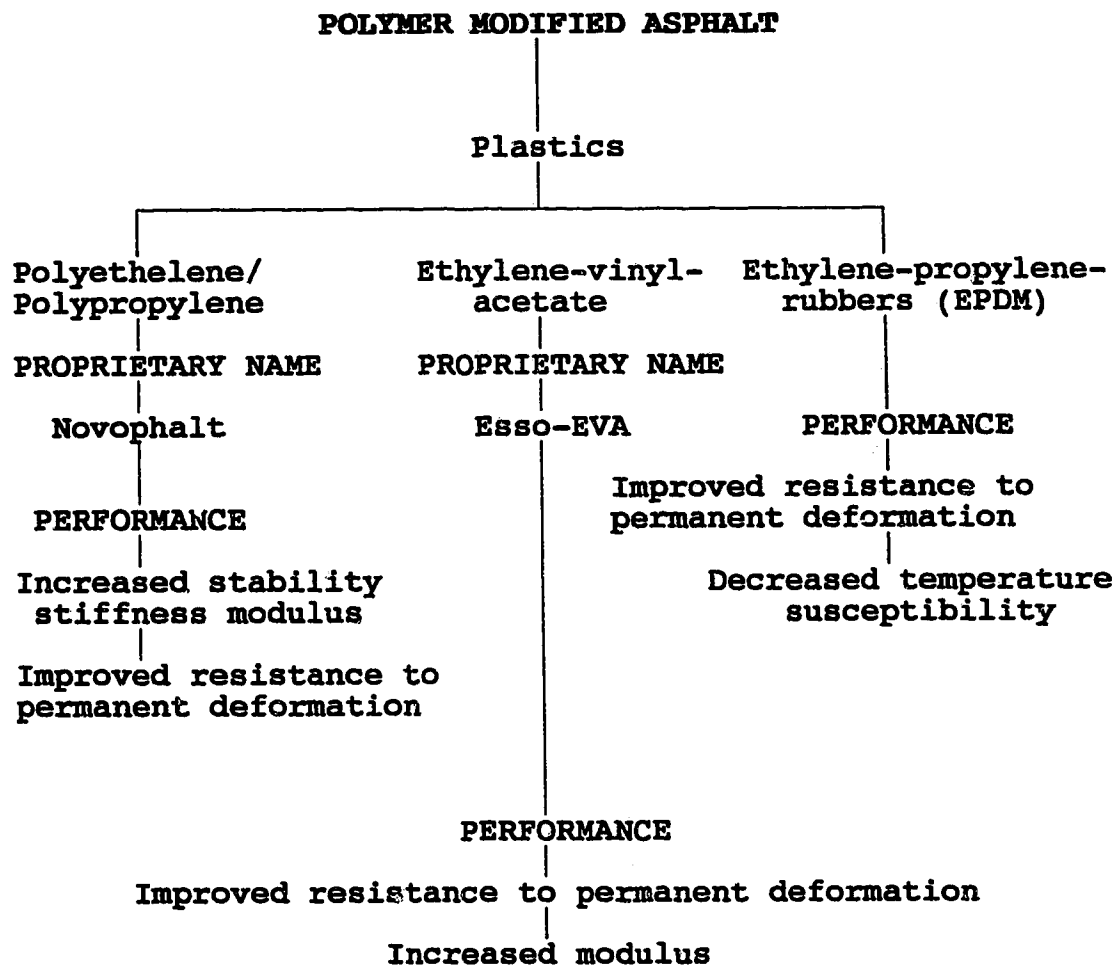 POLYMER MODIFIED ASPHALT
Plastics
Polyethelene/
Polypropylene
PROPRIETARY NAME
Novophalt
PERFORMANCE
Increased stability
stiffness modulus
Improved resistance to
permanent deformation
Ethylene-vinyl-
acetate
PROPRIETARY NAME
Esso-EVA
PERFORMANCE
Improved resistance to permanent deformation
Increased modulus
Ethylene-propylene-
rubbers (EPDM)
PERFORMANCE
Improved resistance to
permanent deformation
Decreased temperature
susceptibility